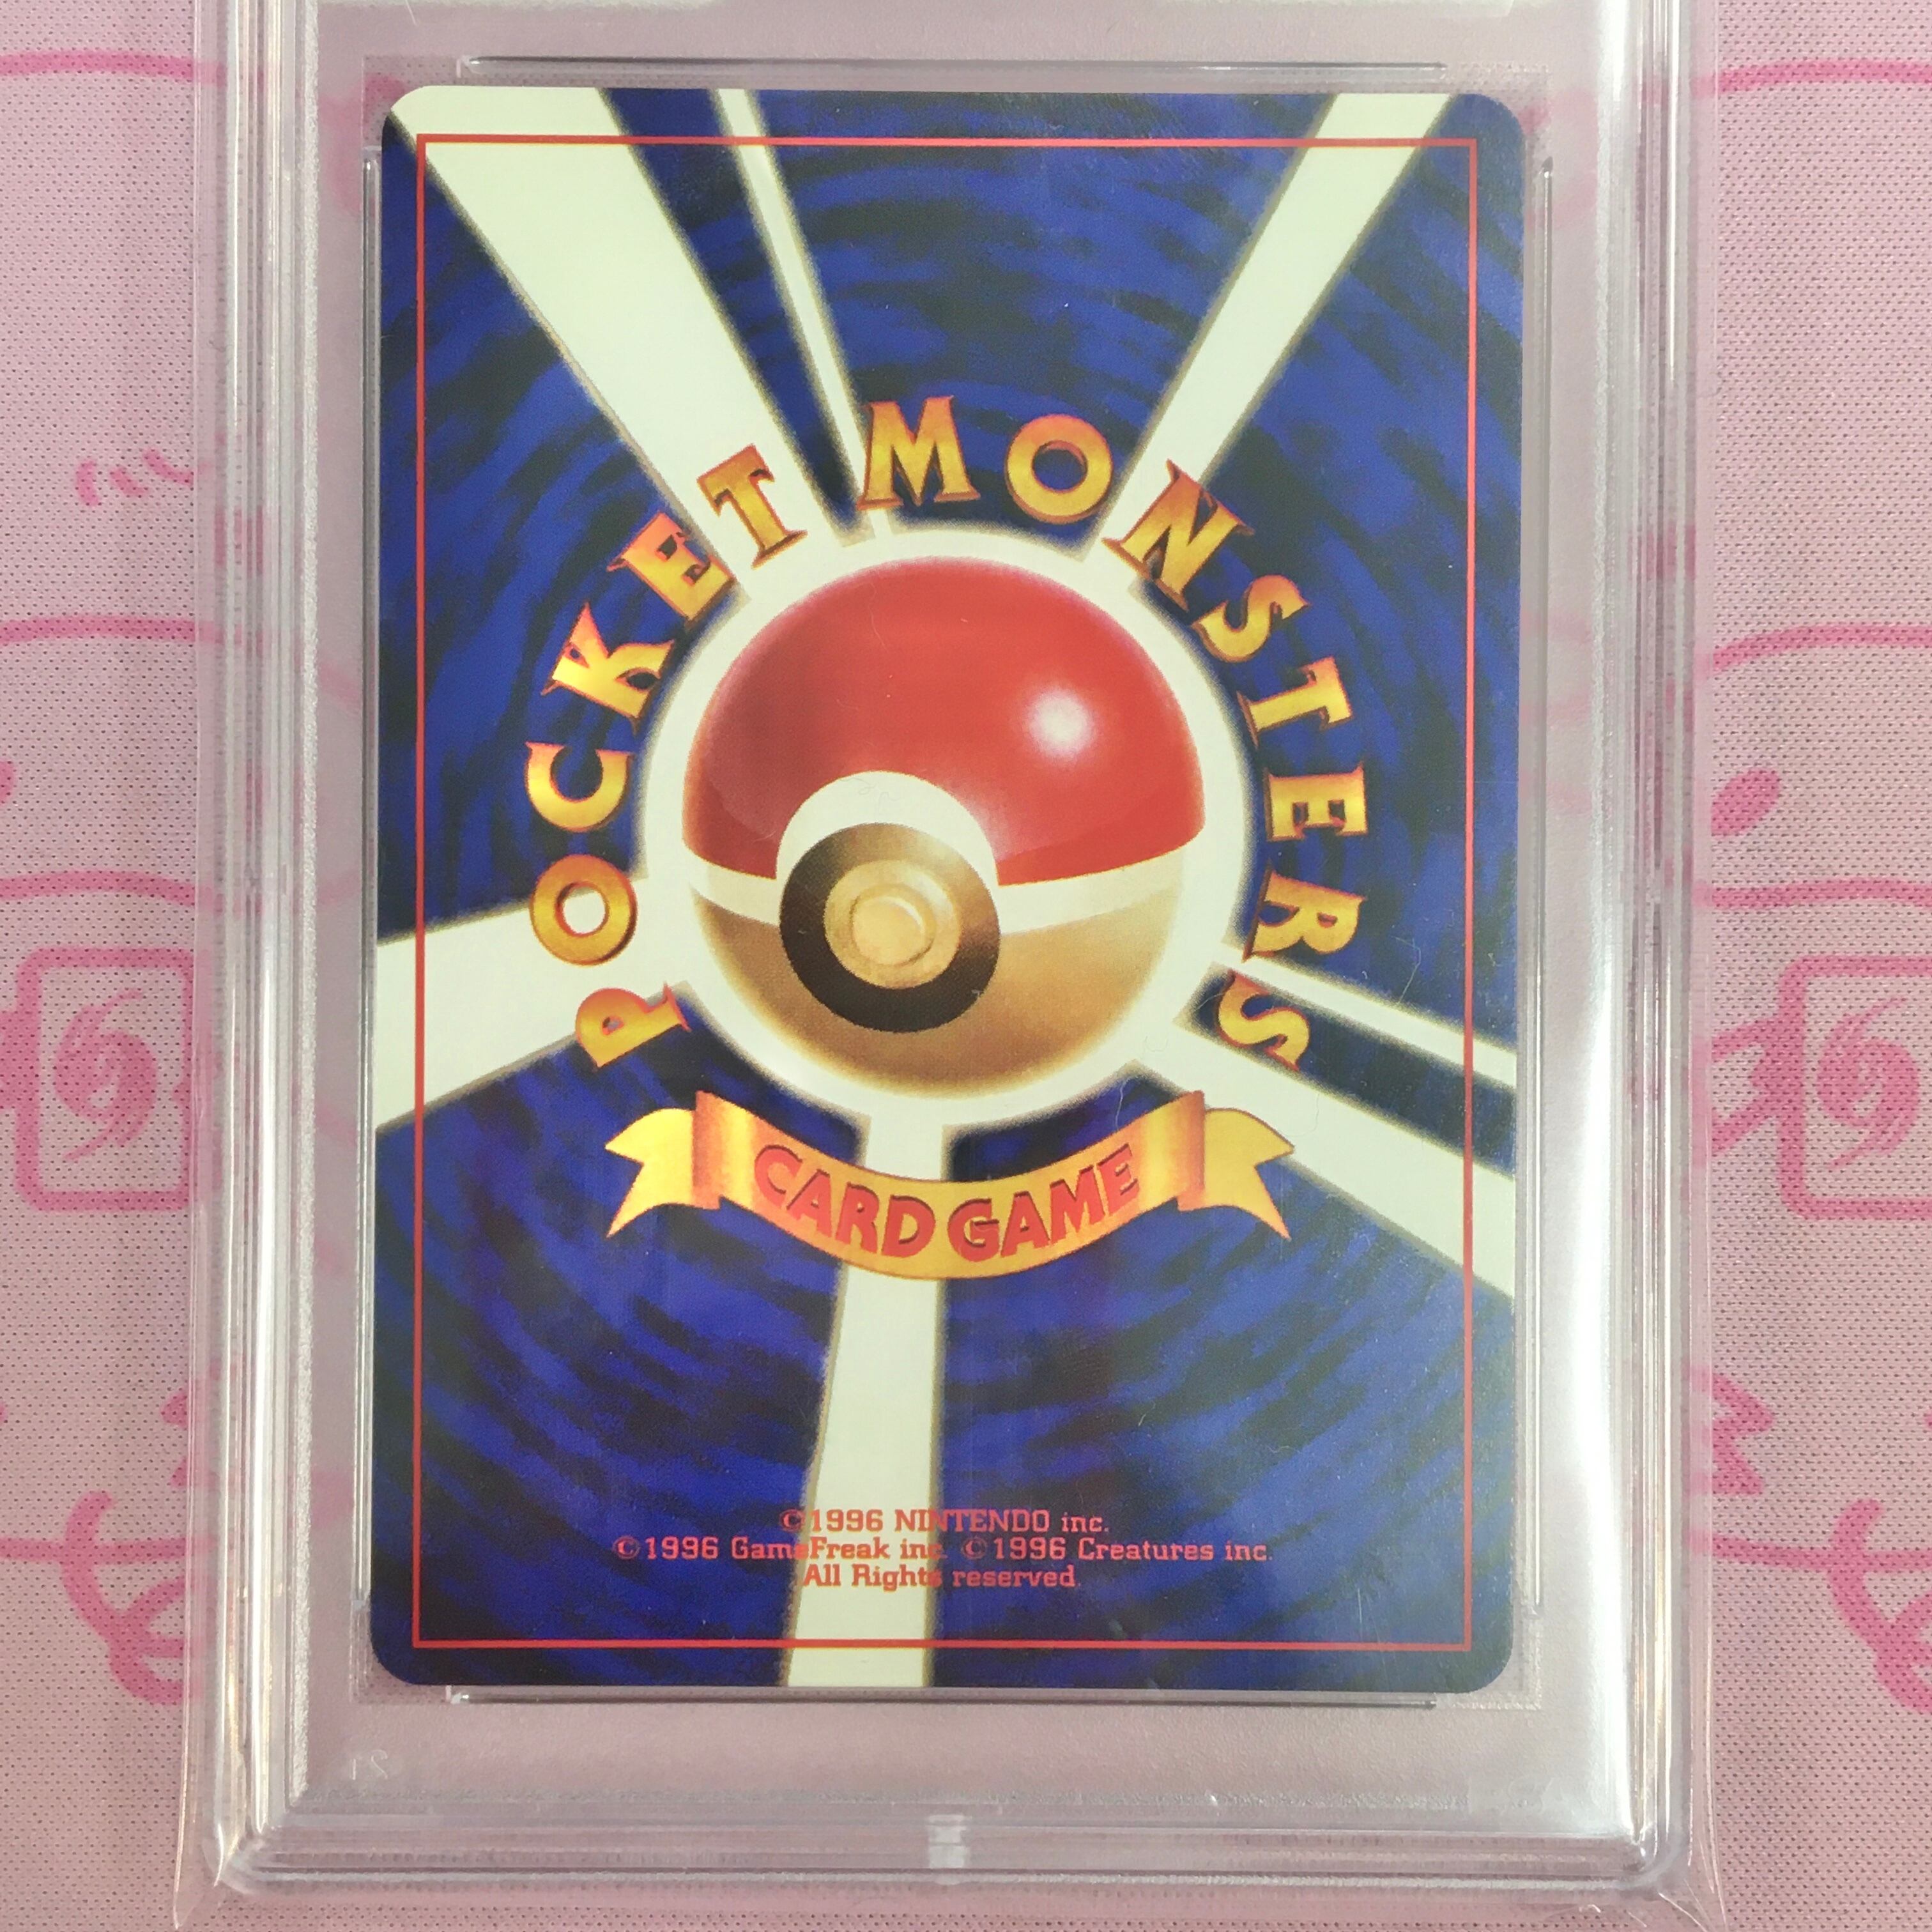 POCKET MONSTERS
CARD GAME
©1996 NINTENDO inc.
©1996 GameFreak inc. ©1996 Creatures inc.
All Rights reserved.